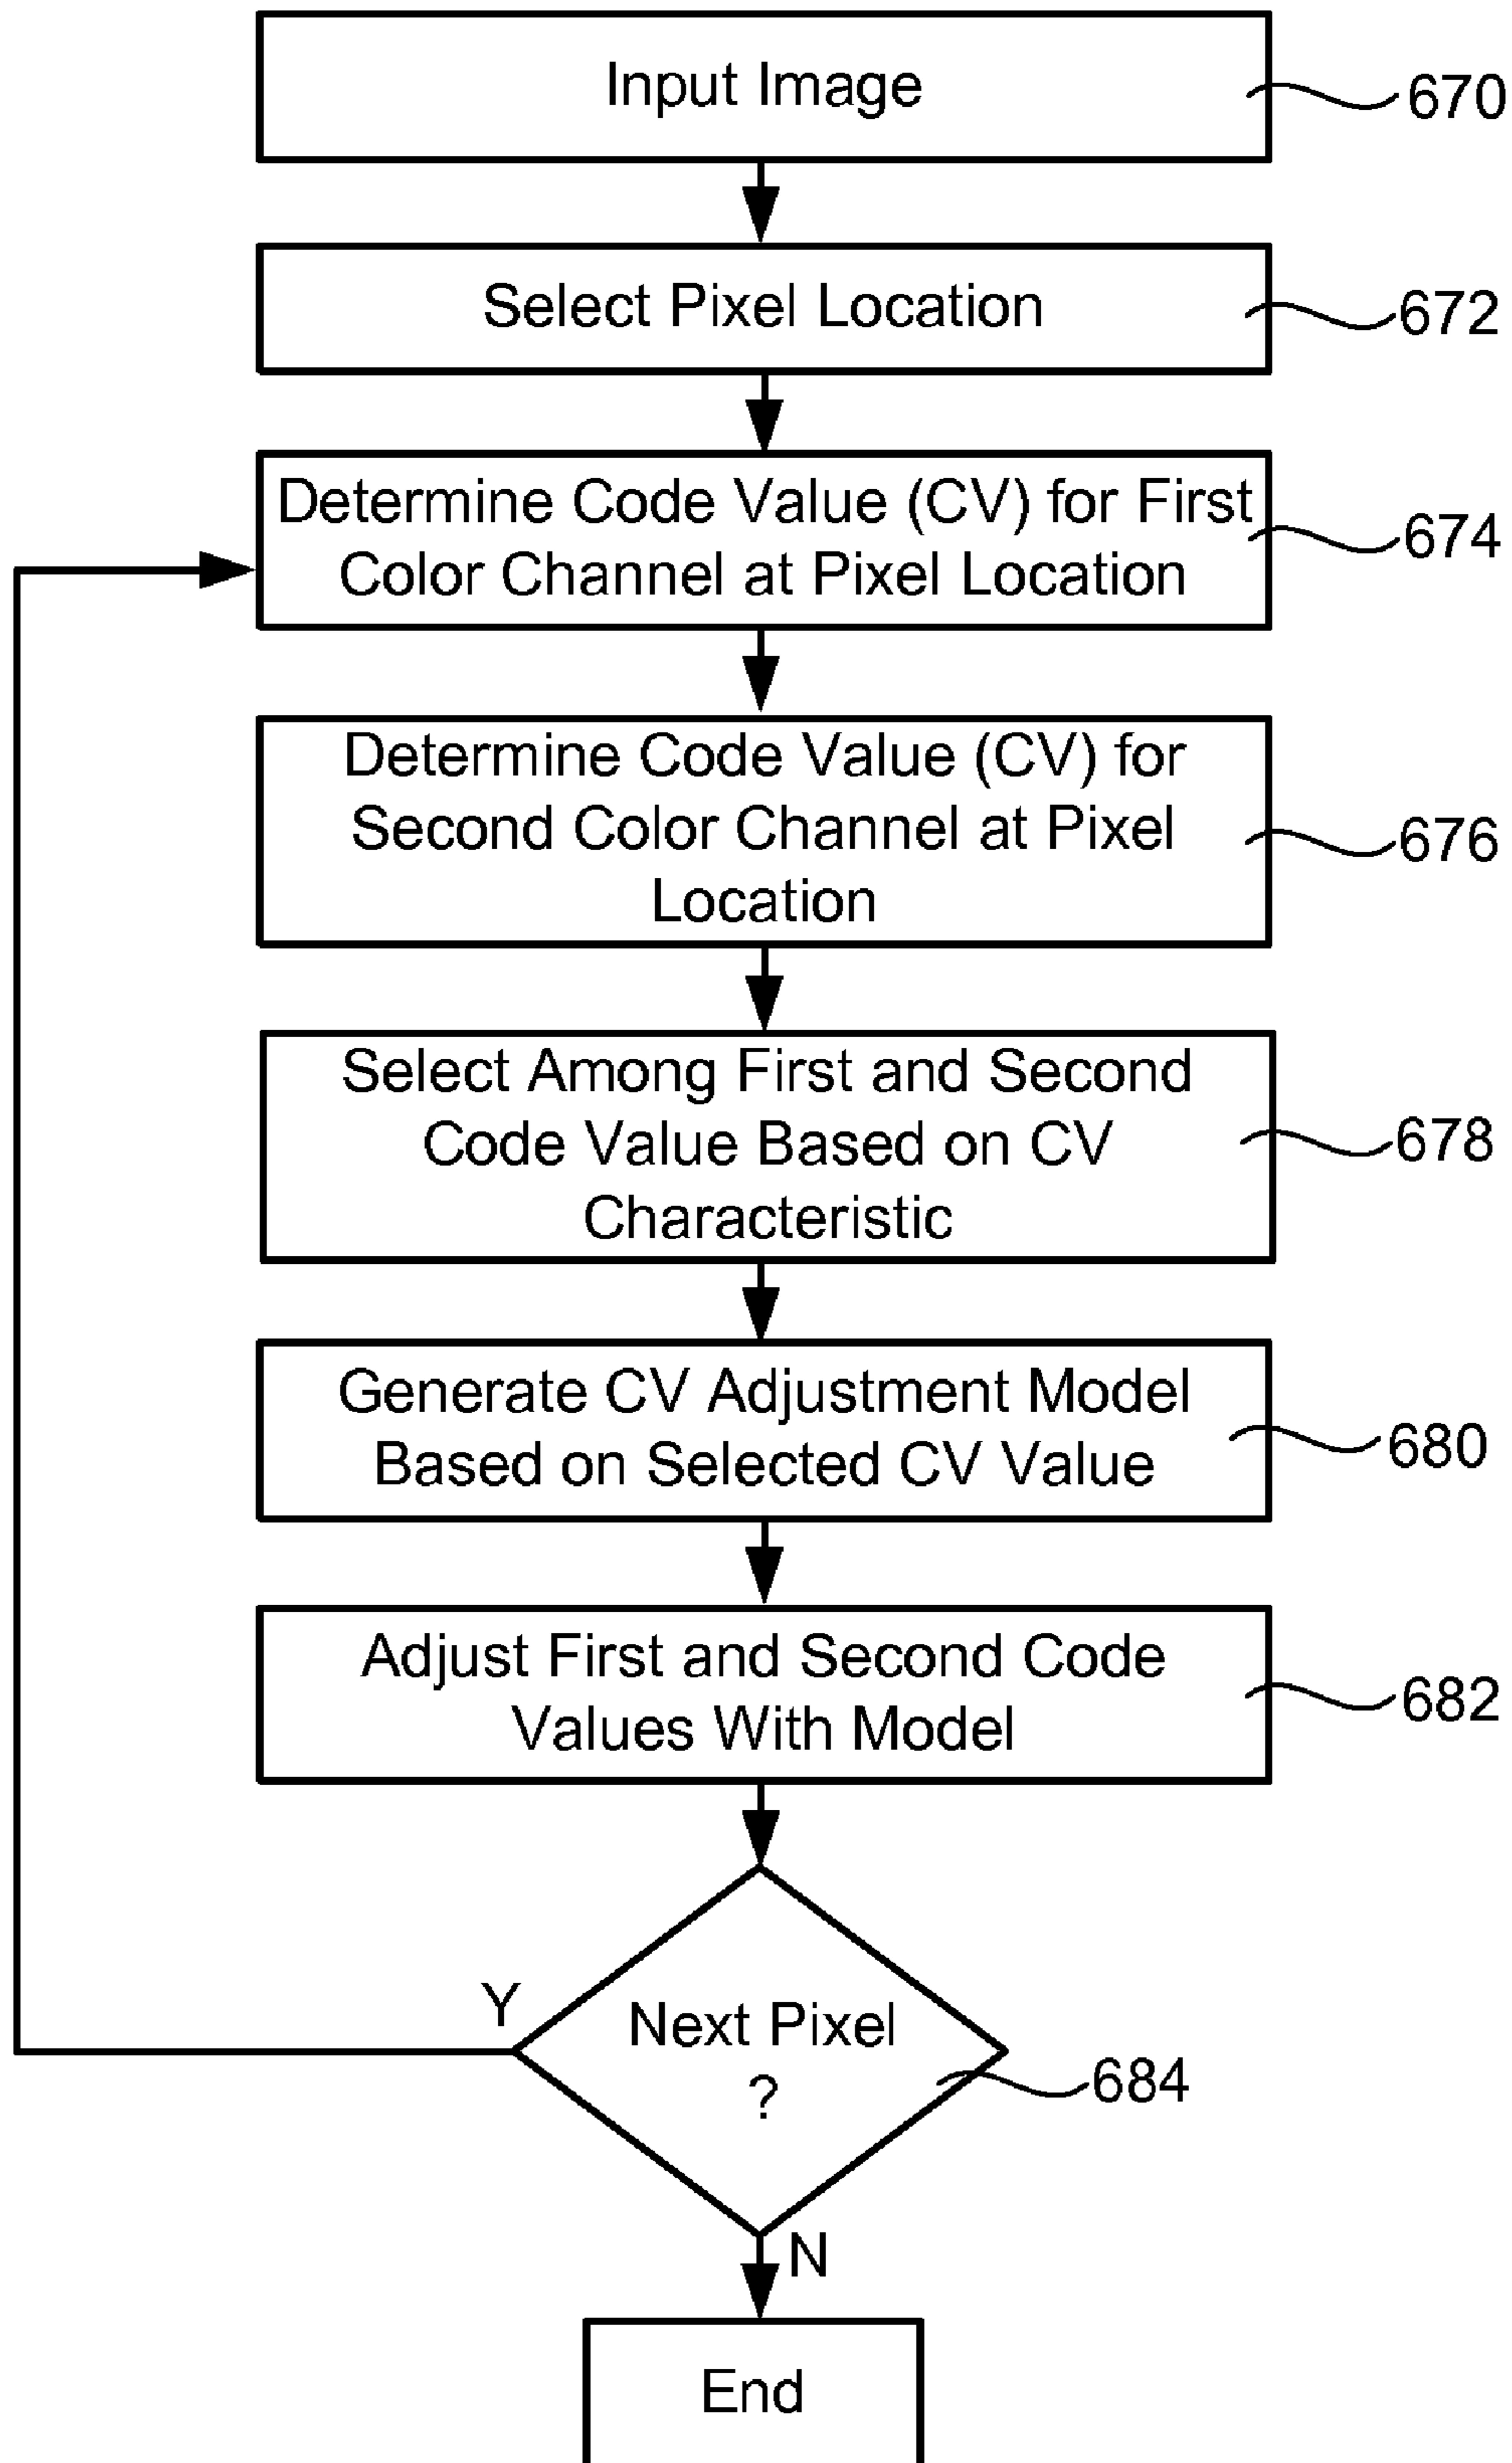 Input Image
670
Select Pixel Location
672
Determine Code Value (CV) for First
Color Channel at Pixel Location
674
Determine Code Value (CV) for
Second Color Channel at Pixel
Location
676
Select Among First and Second
Code Value Based on CV
Characteristic
678
Generate CV Adjustment Model
Based on Selected CV Value
680
Adjust First and Second Code
Values With Model
682
Y
Next Pixel
?
684
N
End